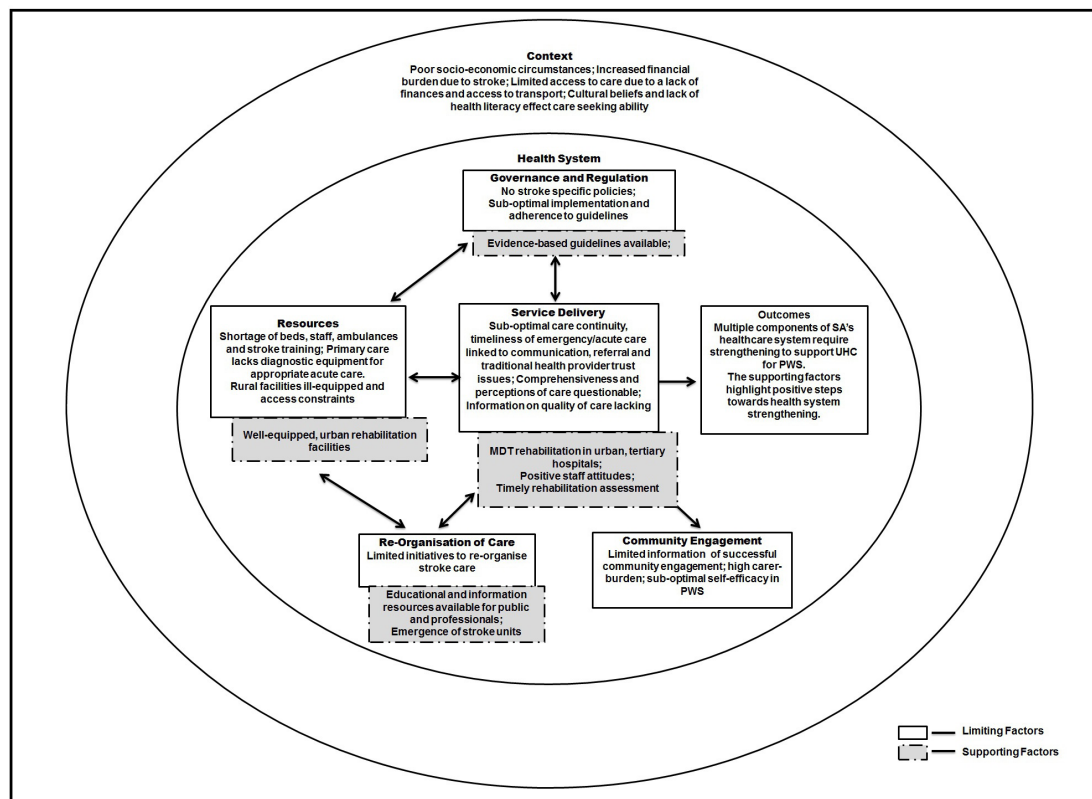 Context
Poor socio-economic circumstances; Increased financial
burden due to stroke; Limited access to care due to a lack of
finances and access to transport; Cultural beliefs and lack of
health literacy effect care seeking ability
Health System
Governance and Regulation
No stroke specific policies;
Sub-optimal implementation and
adherence to guidelines
Evidence-based guidelines available;
Resources
Shortage of beds, staff, ambulances
and stroke training; Primary care
lacks diagnostic equipment for
appropriate acute care.
Rural facilities ill-equipped and
access constraints
Well-equipped, urban rehabilitation
facilities
Service Delivery
Sub-optimal care continuity,
timeliness of emergency/acute care
linked to communication, referral and
traditional health provider trust
issues; Comprehensiveness and
perceptions of care questionable;
Information on quality of care lacking
MDT rehabilitation in urban, tertiary
hospitals;
Positive staff attitudes;
Timely rehabilitation assessment
Outcomes
Multiple components of SA's
healthcare system require
strengthening to support UHC
for PWS.
The supporting factors
highlight positive steps
towards health system
strengthening.
Re-Organisation of Care
Limited initiatives to re-organise
stroke care
Educational and information
resources available for public
and professionals;
Emergence of stroke units
Community Engagement
Limited information of successful
community engagement; high carer-
burden; sub-optimal self-efficacy in
PWS
Limiting Factors
Supporting Factors